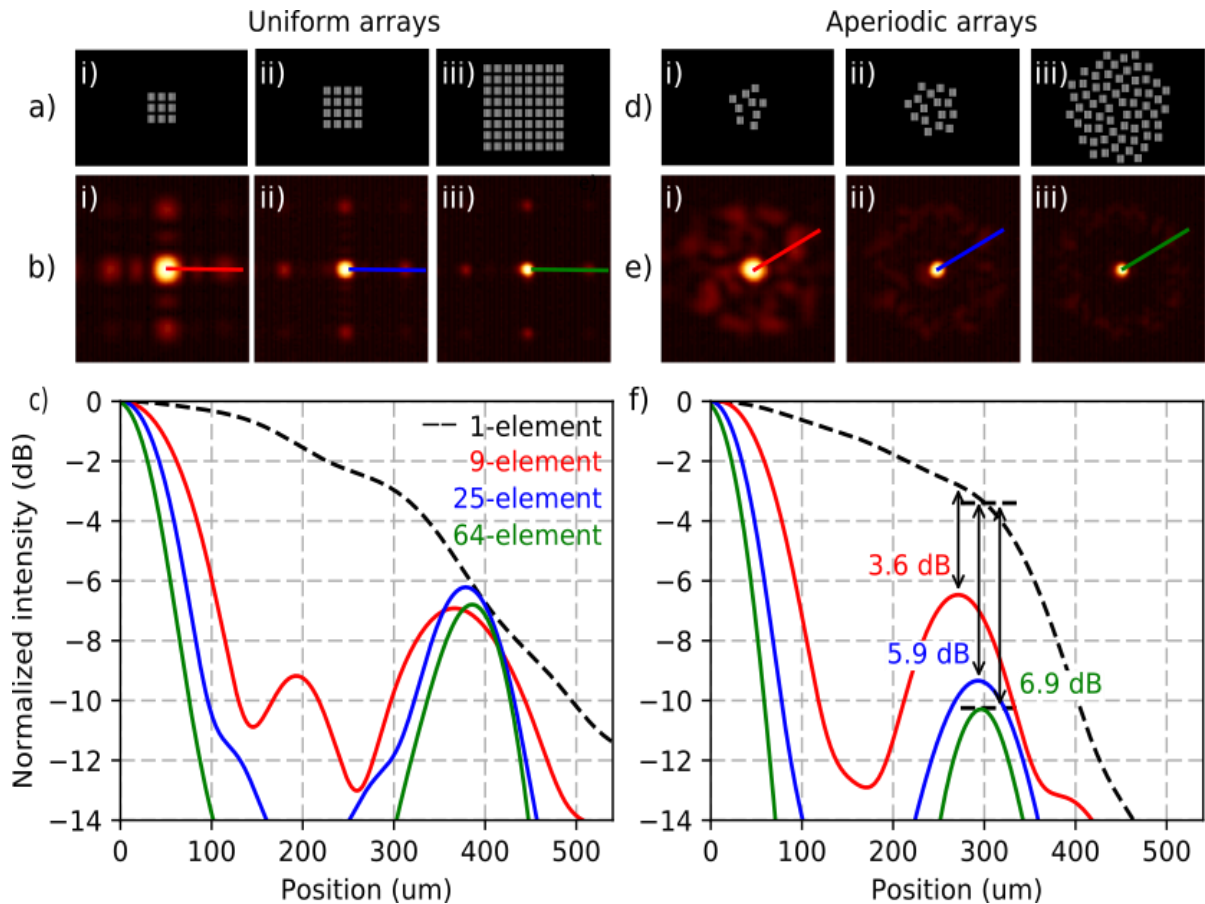 Uniform arrays
Aperiodic arrays
a)
i)
ii)
iii)
d)
i)
ii)
iii)
b)
i)
ii)
iii)
e)
i)
ii)
iii)
c)
Normalized intensity (dB)
0
−2
−4
−6
−8
−10
−12
−14
1-element
9-element
25-element
64-element
0 100 200 300 400 500
Position (um)
f)
0
−2
−4
−6
−8
−10
−12
−14
3.6 dB
5.9 dB
6.9 dB
0 100 200 300 400 500
Position (um)